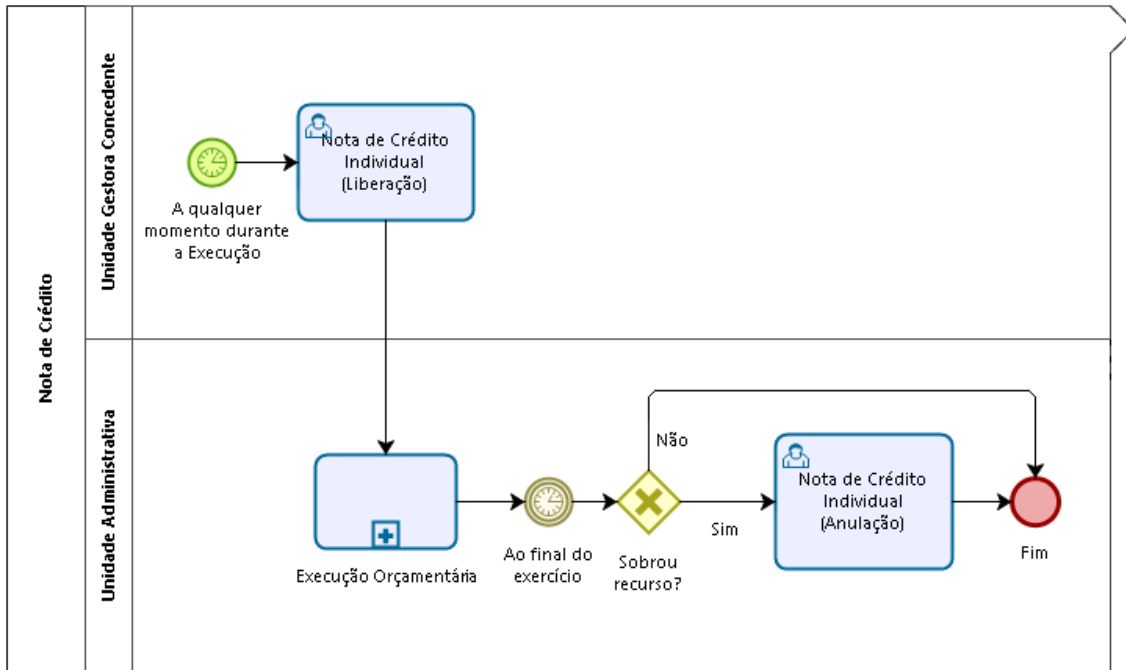 Nota de Crédito
Unidade Gestora Concedente
A qualquer
momento durante
a Execução
Nota de Crédito
Individual
(Liberação)
Unidade Administrativa
Execução Orçamentária
Ao final do
exercício
Sobrou
recurso?
Não
Sim
Nota de Crédito
Individual
(Anulação)
Fim